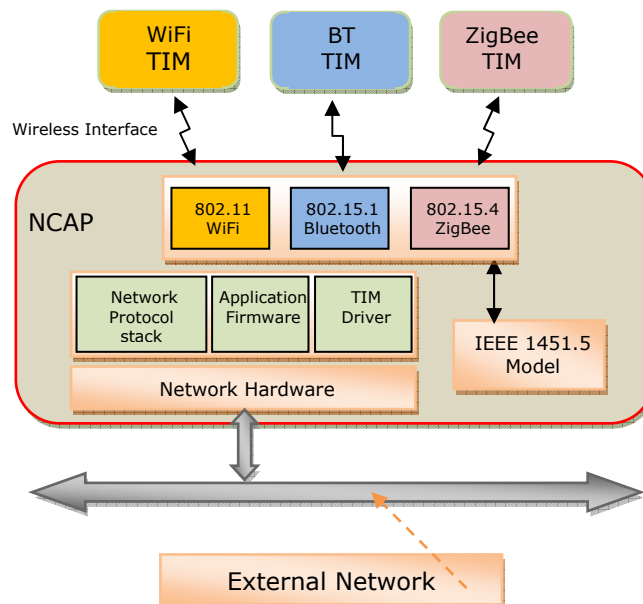 WiFi
TIM
BT
TIM
ZigBee
TIM
Wireless Interface
NCAP
802.11
WiFi
802.15.1
Bluetooth
802.15.4
ZigBee
Network
Protocol
stack
Application
Firmware
TIM
Driver
IEEE 1451.5
Model
Network Hardware
External Network